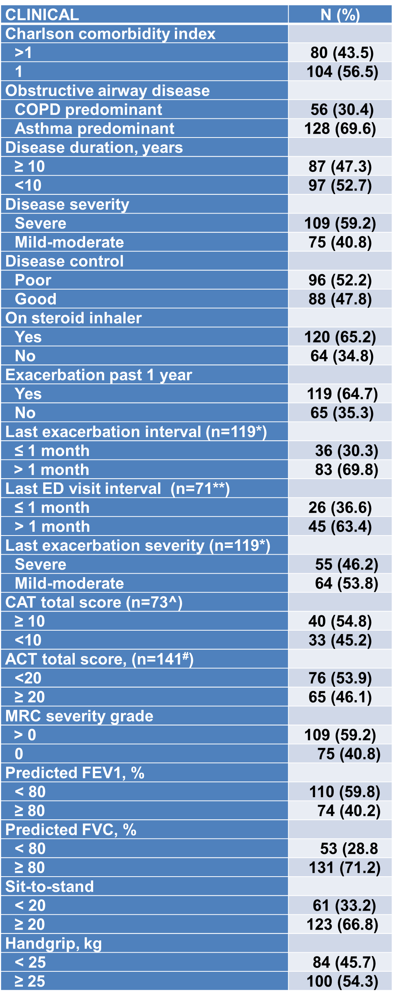 CLINICAL N (%)
Charlson comorbidity index
>1 80 (43.5)
1 104 (56.5)
Obstructive airway disease
COPD predominant 56 (30.4)
Asthma predominant 128 (69.6)
Disease duration, years
≥ 10 87 (47.3)
<10 97 (52.7)
Disease severity
Severe 109 (59.2)
Mild-moderate 75 (40.8)
Disease control
Poor 96 (52.2)
Good 88 (47.8)
On steroid inhaler
Yes 120 (65.2)
No 64 (34.8)
Exacerbation past 1 year
Yes 119 (64.7)
No 65 (35.3)
Last exacerbation interval (n=119*)
≤ 1 month 36 (30.3)
> 1 month 83 (69.8)
Last ED visit interval (n=71**)
≤ 1 month 26 (36.6)
> 1 month 45 (63.4)
Last exacerbation severity (n=119*)
Severe 55 (46.2)
Mild-moderate 64 (53.8)
CAT total score (n=73^)
≥ 10 40 (54.8)
<10 33 (45.2)
ACT total score, (n=141#)
<20 76 (53.9)
≥ 20 65 (46.1)
MRC severity grade
> 0 109 (59.2)
0 75 (40.8)
Predicted FEV1, %
< 80 110 (59.8)
≥ 80 74 (40.2)
Predicted FVC, %
< 80 53 (28.8
≥ 80 131 (71.2)
Sit-to-stand
< 20 61 (33.2)
≥ 20 123 (66.8)
Handgrip, kg
< 25 84 (45.7)
≥ 25 100 (54.3)